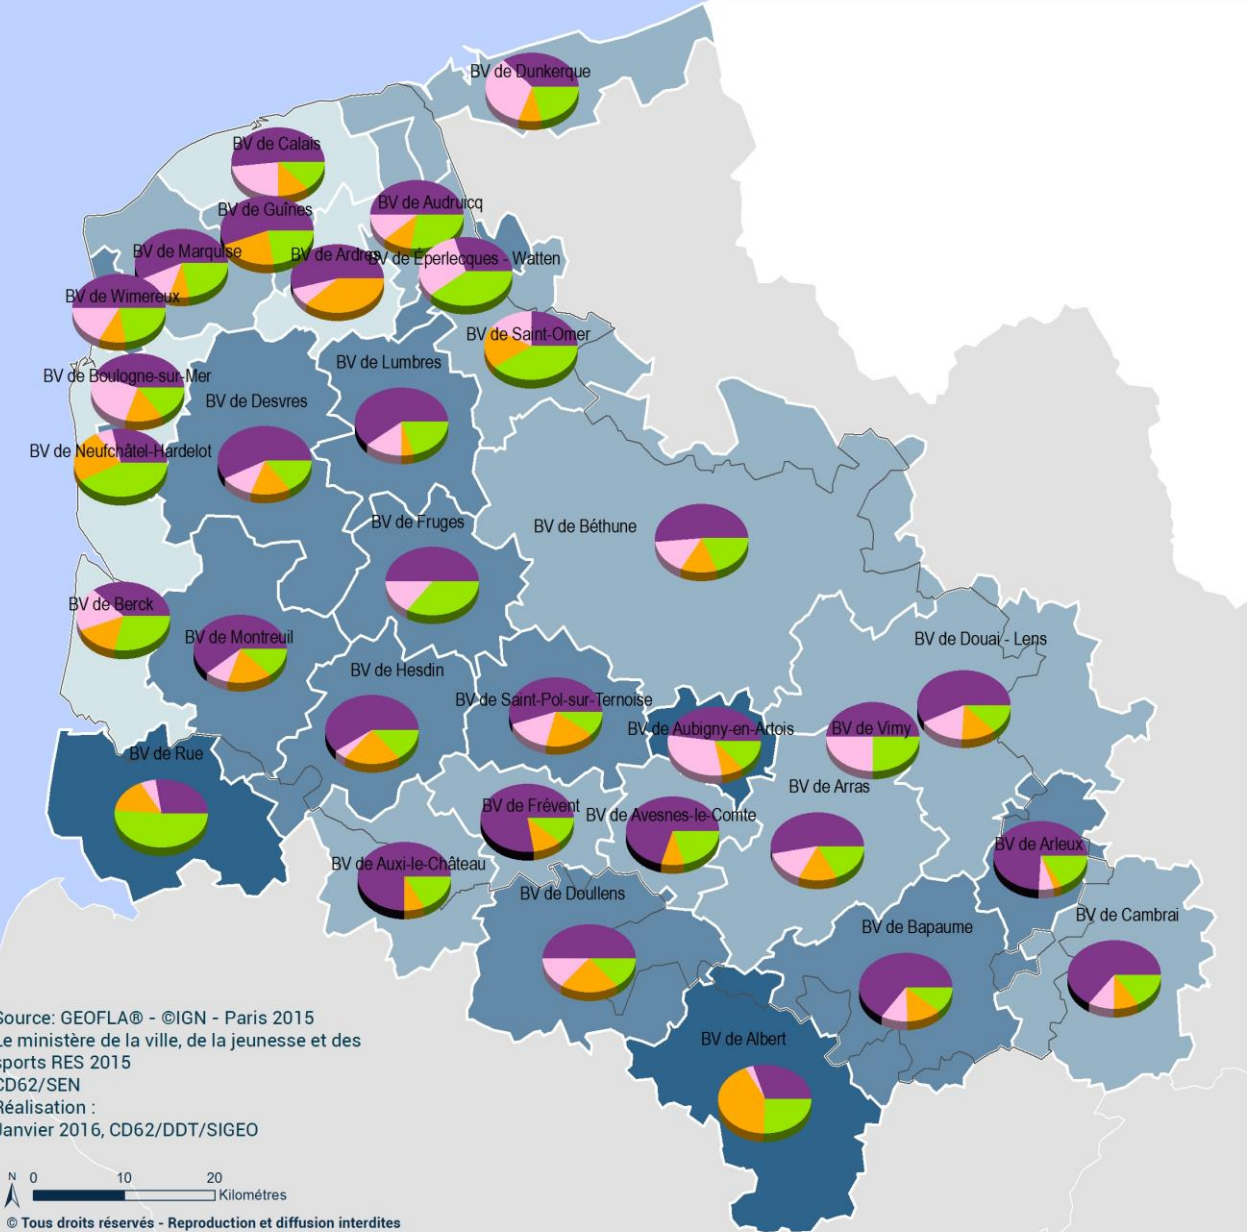 BV de Dunkerque
BV de Calais
BV de Audruicq
BV de Guînes
BV de Marquise
BV de Ardres
BV de Éperlecques - Watten
BV de Wimereux
BV de Saint-Omer
BV de Lumbres
BV de Boulogne-sur-Mer
BV de Desvres
BV de Neufchâtel-Hardelot
BV de Fruges
BV de Béthune
BV de Berck
BV de Montreuil
BV de Douai - Lens
BV de Hesdin
BV de Saint-Pol-sur-Ternoise
BV de Aubigny-en-Artois
BV de Vimy
BV de Rue
BV de Arras
BV de Frévent
BV de Avesnes-le-Comte
BV de Arleux
BV de Auxi-le-Château
BV de Doullens
BV de Cambrai
BV de Bapaume
BV de Albert
Source: GEOFLA® - ©IGN - Paris 2015
Le ministère de la ville, de la jeunesse et des
sports RES 2015
CD62/SEN
Réalisation :
Janvier 2016, CD62/DDT/SIGEO
N 0 10 20
Kilométres
© Tous droits réservés - Reproduction et diffusion interdites